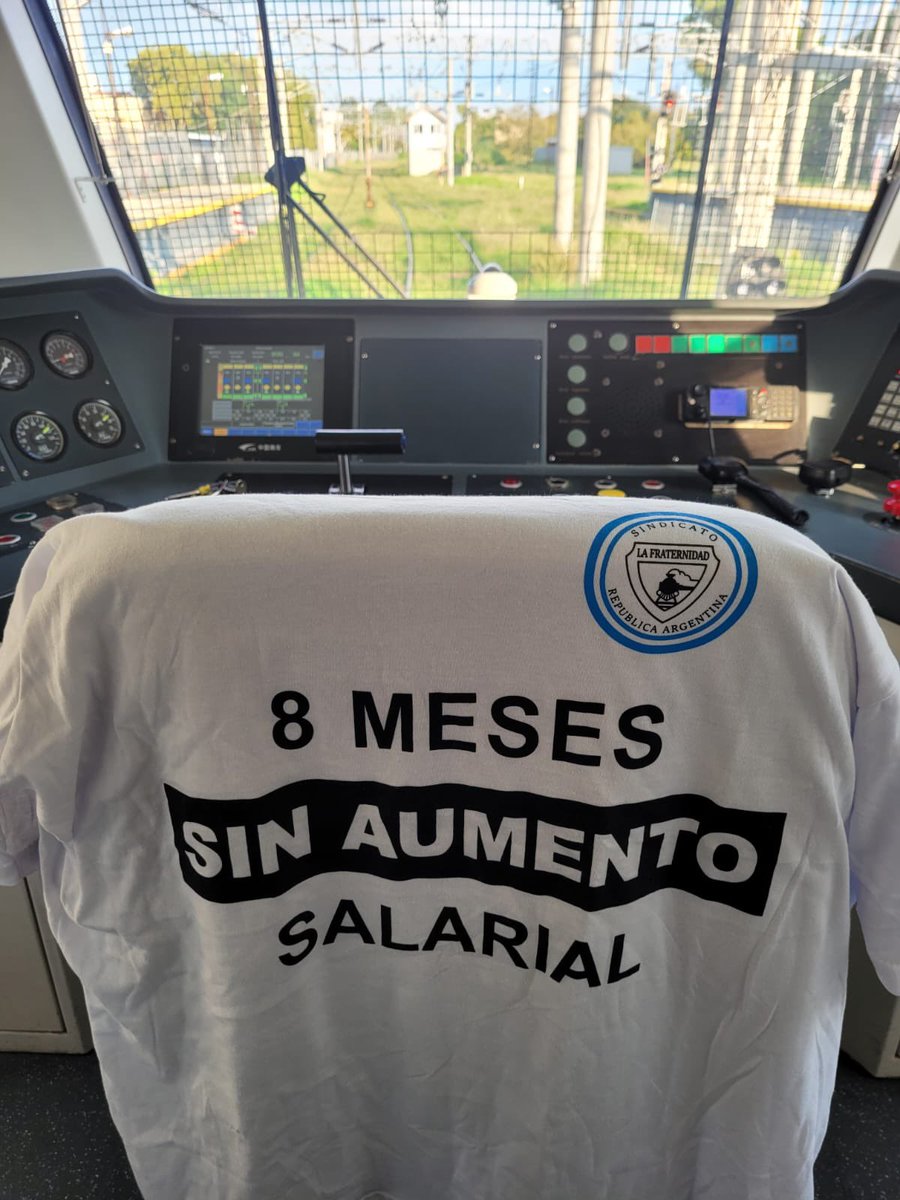 SINDICATO
LA FRATERNIDAD
REPUBLICA ARGENTINA
8 MESES
SIN AUMENTO
SALARIAL